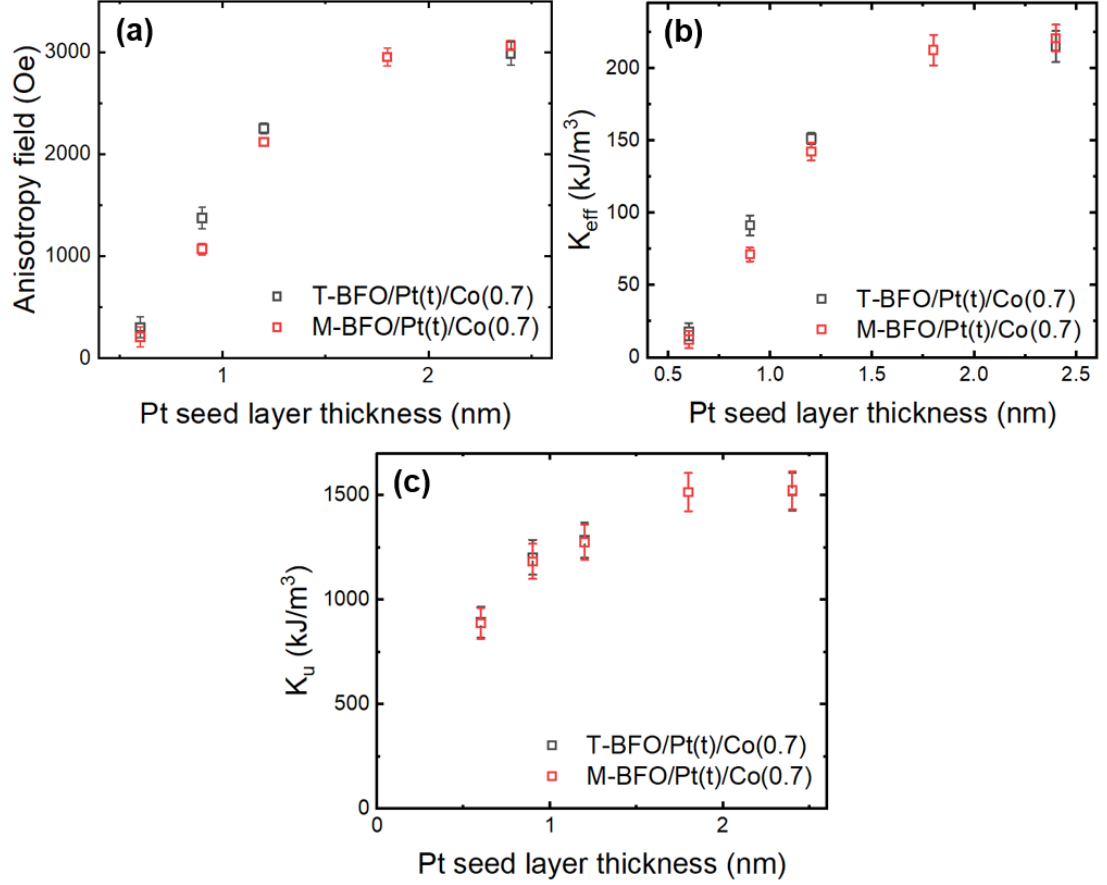 (a)
Anisotropy field (Oe)
3000
2000
1000
0
T-BFO/Pt(t)/Co(0.7)
M-BFO/Pt(t)/Co(0.7)
1
2
Pt seed layer thickness (nm)
(b)
K_eff (kJ/m³)
200
150
100
50
0
T-BFO/Pt(t)/Co(0.7)
M-BFO/Pt(t)/Co(0.7)
0.5
1.0
1.5
2.0
2.5
Pt seed layer thickness (nm)
(c)
K_u (kJ/m³)
1500
1000
500
0
T-BFO/Pt(t)/Co(0.7)
M-BFO/Pt(t)/Co(0.7)
0
1
2
Pt seed layer thickness (nm)